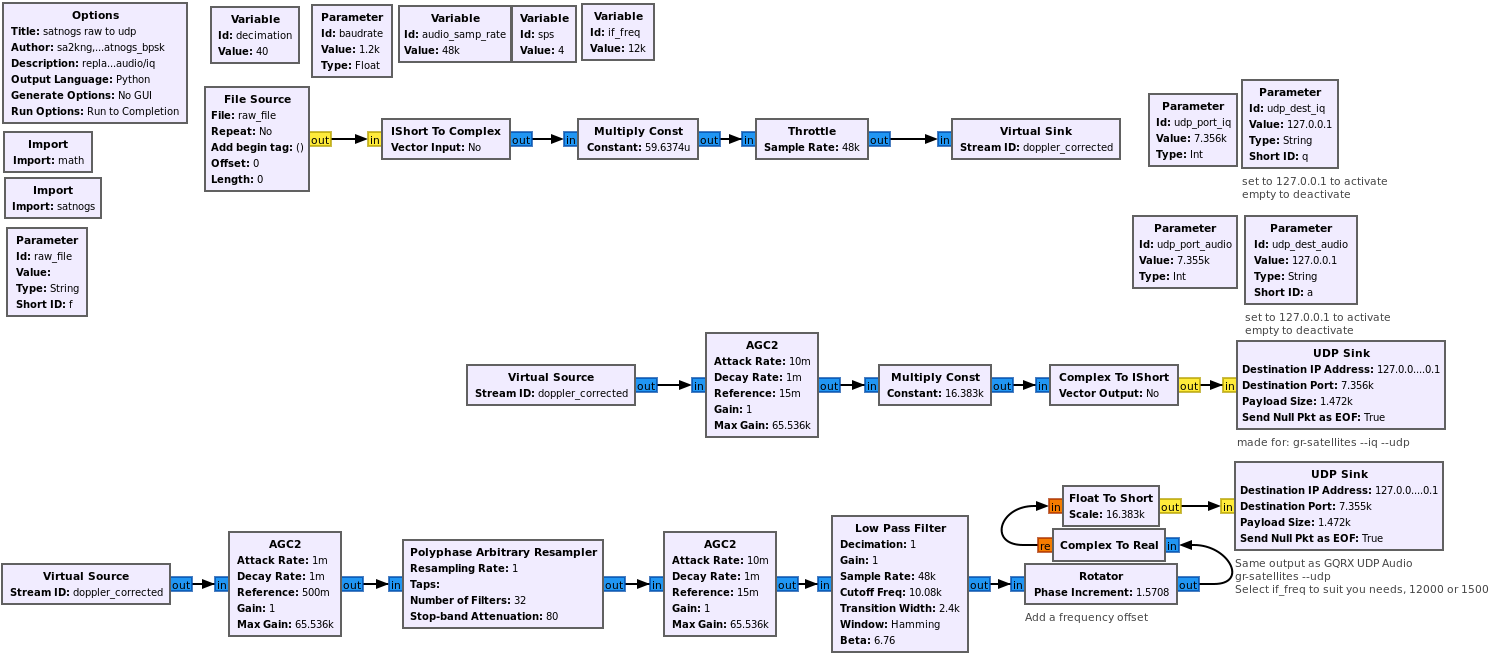 Options
Title: satnogs raw to udp
Author: sa2kng,...atnogs_bpsk
Description: repla...audio/iq
Output Language: Python
Generate Options: No GUI
Run Options: Run to Completion
Variable
Id: decimation
Value: 40
Parameter
Id: baudrate
Value: 1.2k
Type: Float
Variable
Id: audio_samp_rate
Value: 48k
Variable
Id: sps
Value: 4
Variable
Id: if_freq
Value: 12k
Import
Import: math
Import
Import: satnogs
Parameter
Id: raw_file
Value:
Type: String
Short ID: f
File Source
File: raw_file
Repeat: No
Add begin tag: ()
Offset: 0
Length: 0
out
in
IShort To Complex
Vector Input: No
out
in
Multiply Const
Constant: 59.6374u
out
in
Throttle
Sample Rate: 48k
out
in
Virtual Sink
Stream ID: doppler_corrected
Parameter
Id: udp_port_iq
Value: 7.356k
Type: Int
Parameter
Id: udp_dest_iq
Value: 127.0.0.1
Type: String
Short ID: q
set to 127.0.0.1 to activate
empty to deactivate
Parameter
Id: udp_port_audio
Value: 7.355k
Type: Int
Parameter
Id: udp_dest_audio
Value: 127.0.0.1
Type: String
Short ID: a
set to 127.0.0.1 to activate
empty to deactivate
Virtual Source
Stream ID: doppler_corrected
out
in
AGC2
Attack Rate: 10m
Decay Rate: 1m
Reference: 15m
Gain: 1
Max Gain: 65.536k
out
in
Multiply Const
Constant: 16.383k
out
in
Complex To IShort
Vector Output: No
out
in
UDP Sink
Destination IP Address: 127.0.0....0.1
Destination Port: 7.356k
Payload Size: 1.472k
Send Null Pkt as EOF: True
made for: gr-satellites --iq --udp
Virtual Source
Stream ID: doppler_corrected
out
in
AGC2
Attack Rate: 1m
Decay Rate: 1m
Reference: 500m
Gain: 1
Max Gain: 65.536k
out
in
Polyphase Arbitrary Resampler
Resampling Rate: 1
Taps:
Number of Filters: 32
Stop-band Attenuation: 80
out
in
AGC2
Attack Rate: 10m
Decay Rate: 1m
Reference: 15m
Gain: 1
Max Gain: 65.536k
out
in
Low Pass Filter
Decimation: 1
Gain: 1
Sample Rate: 48k
Cutoff Freq: 10.08k
Transition Width: 2.4k
Window: Hamming
Beta: 6.76
out
in
Rotator
Phase Increment: 1.5708
out
Add a frequency offset
in
Complex To Real
re
in
Float To Short
Scale: 16.383k
out
in
UDP Sink
Destination IP Address: 127.0.0....0.1
Destination Port: 7.355k
Payload Size: 1.472k
Send Null Pkt as EOF: True
Same output as GQRX UDP Audio
gr-satellites --udp
Select if_freq to suit you needs, 12000 or 1500